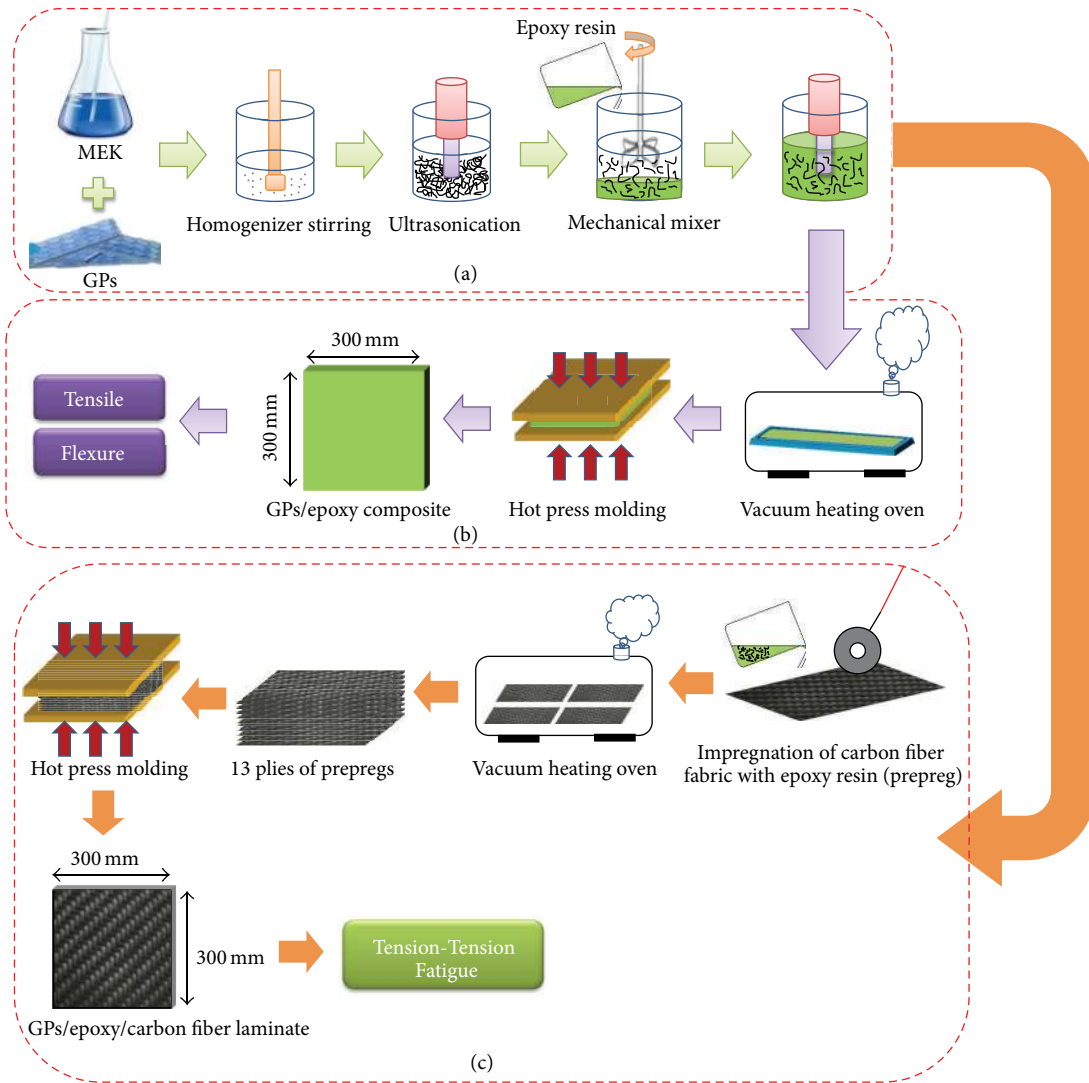 Epoxy resin
MEK
GPs
Homogenizer stirring
Ultrasonication
Mechanical mixer
(a)
300 mm
300 mm
Tensile
Flexure
GPs/epoxy composite
Hot press molding
Vacuum heating oven
(b)
Hot press molding
13 plies of prepregs
Vacuum heating oven
Impregnation of carbon fiber
fabric with epoxy resin (prepreg)
300 mm
300 mm
Tension-Tension
Fatigue
GPs/epoxy/carbon fiber laminate
(c)